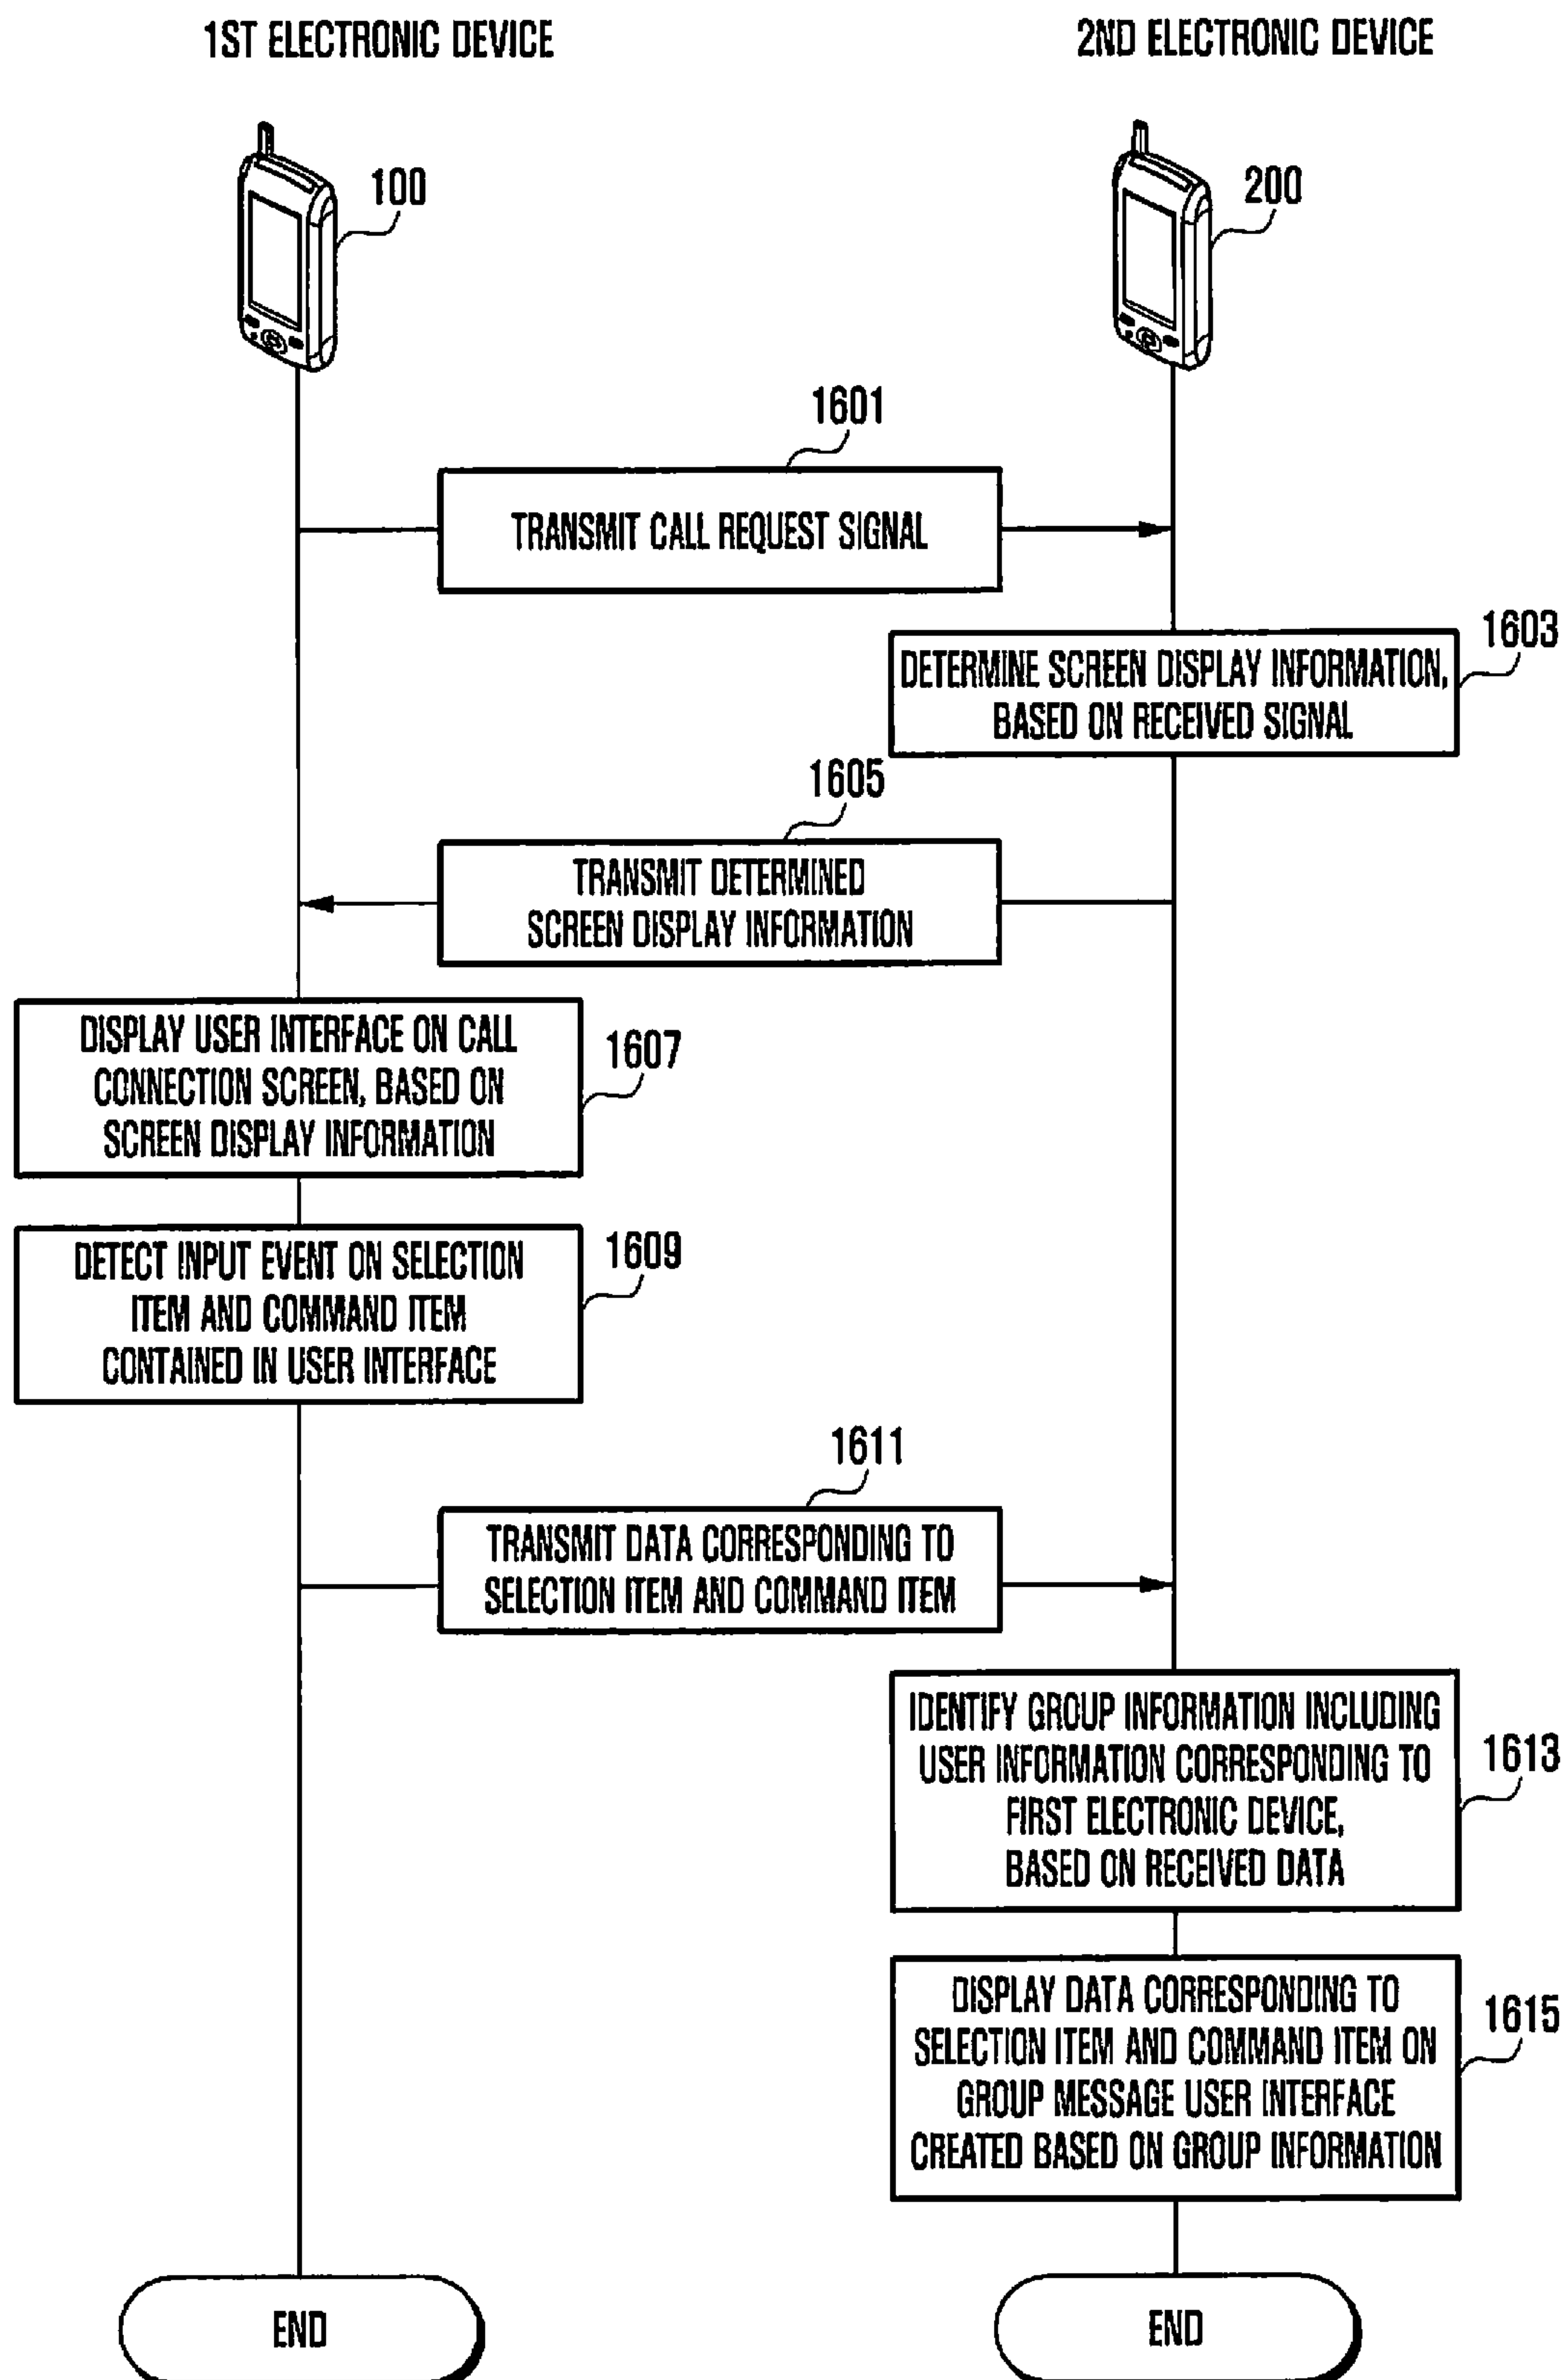 1ST ELECTRONIC DEVICE
2ND ELECTRONIC DEVICE
100
200
1601
TRANSMIT CALL REQUEST SIGNAL
1603
DETERMINE SCREEN DISPLAY INFORMATION,
BASED ON RECEIVED SIGNAL
1605
TRANSMIT DETERMINED
SCREEN DISPLAY INFORMATION
DISPLAY USER INTERFACE ON CALL
CONNECTION SCREEN, BASED ON
SCREEN DISPLAY INFORMATION
1607
DETECT INPUT EVENT ON SELECTION
ITEM AND COMMAND ITEM
CONTAINED IN USER INTERFACE
1609
1611
TRANSMIT DATA CORRESPONDING TO
SELECTION ITEM AND COMMAND ITEM
IDENTIFY GROUP INFORMATION INCLUDING
USER INFORMATION CORRESPONDING TO
FIRST ELECTRONIC DEVICE,
BASED ON RECEIVED DATA
1613
DISPLAY DATA CORRESPONDING TO
SELECTION ITEM AND COMMAND ITEM ON
GROUP MESSAGE USER INTERFACE
CREATED BASED ON GROUP INFORMATION
1615
END
END